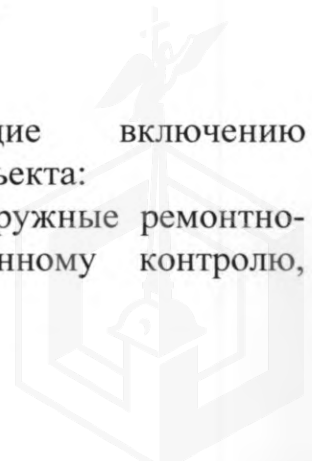 щие включению
ъекта:
ружные ремонтно-
нному контролю,